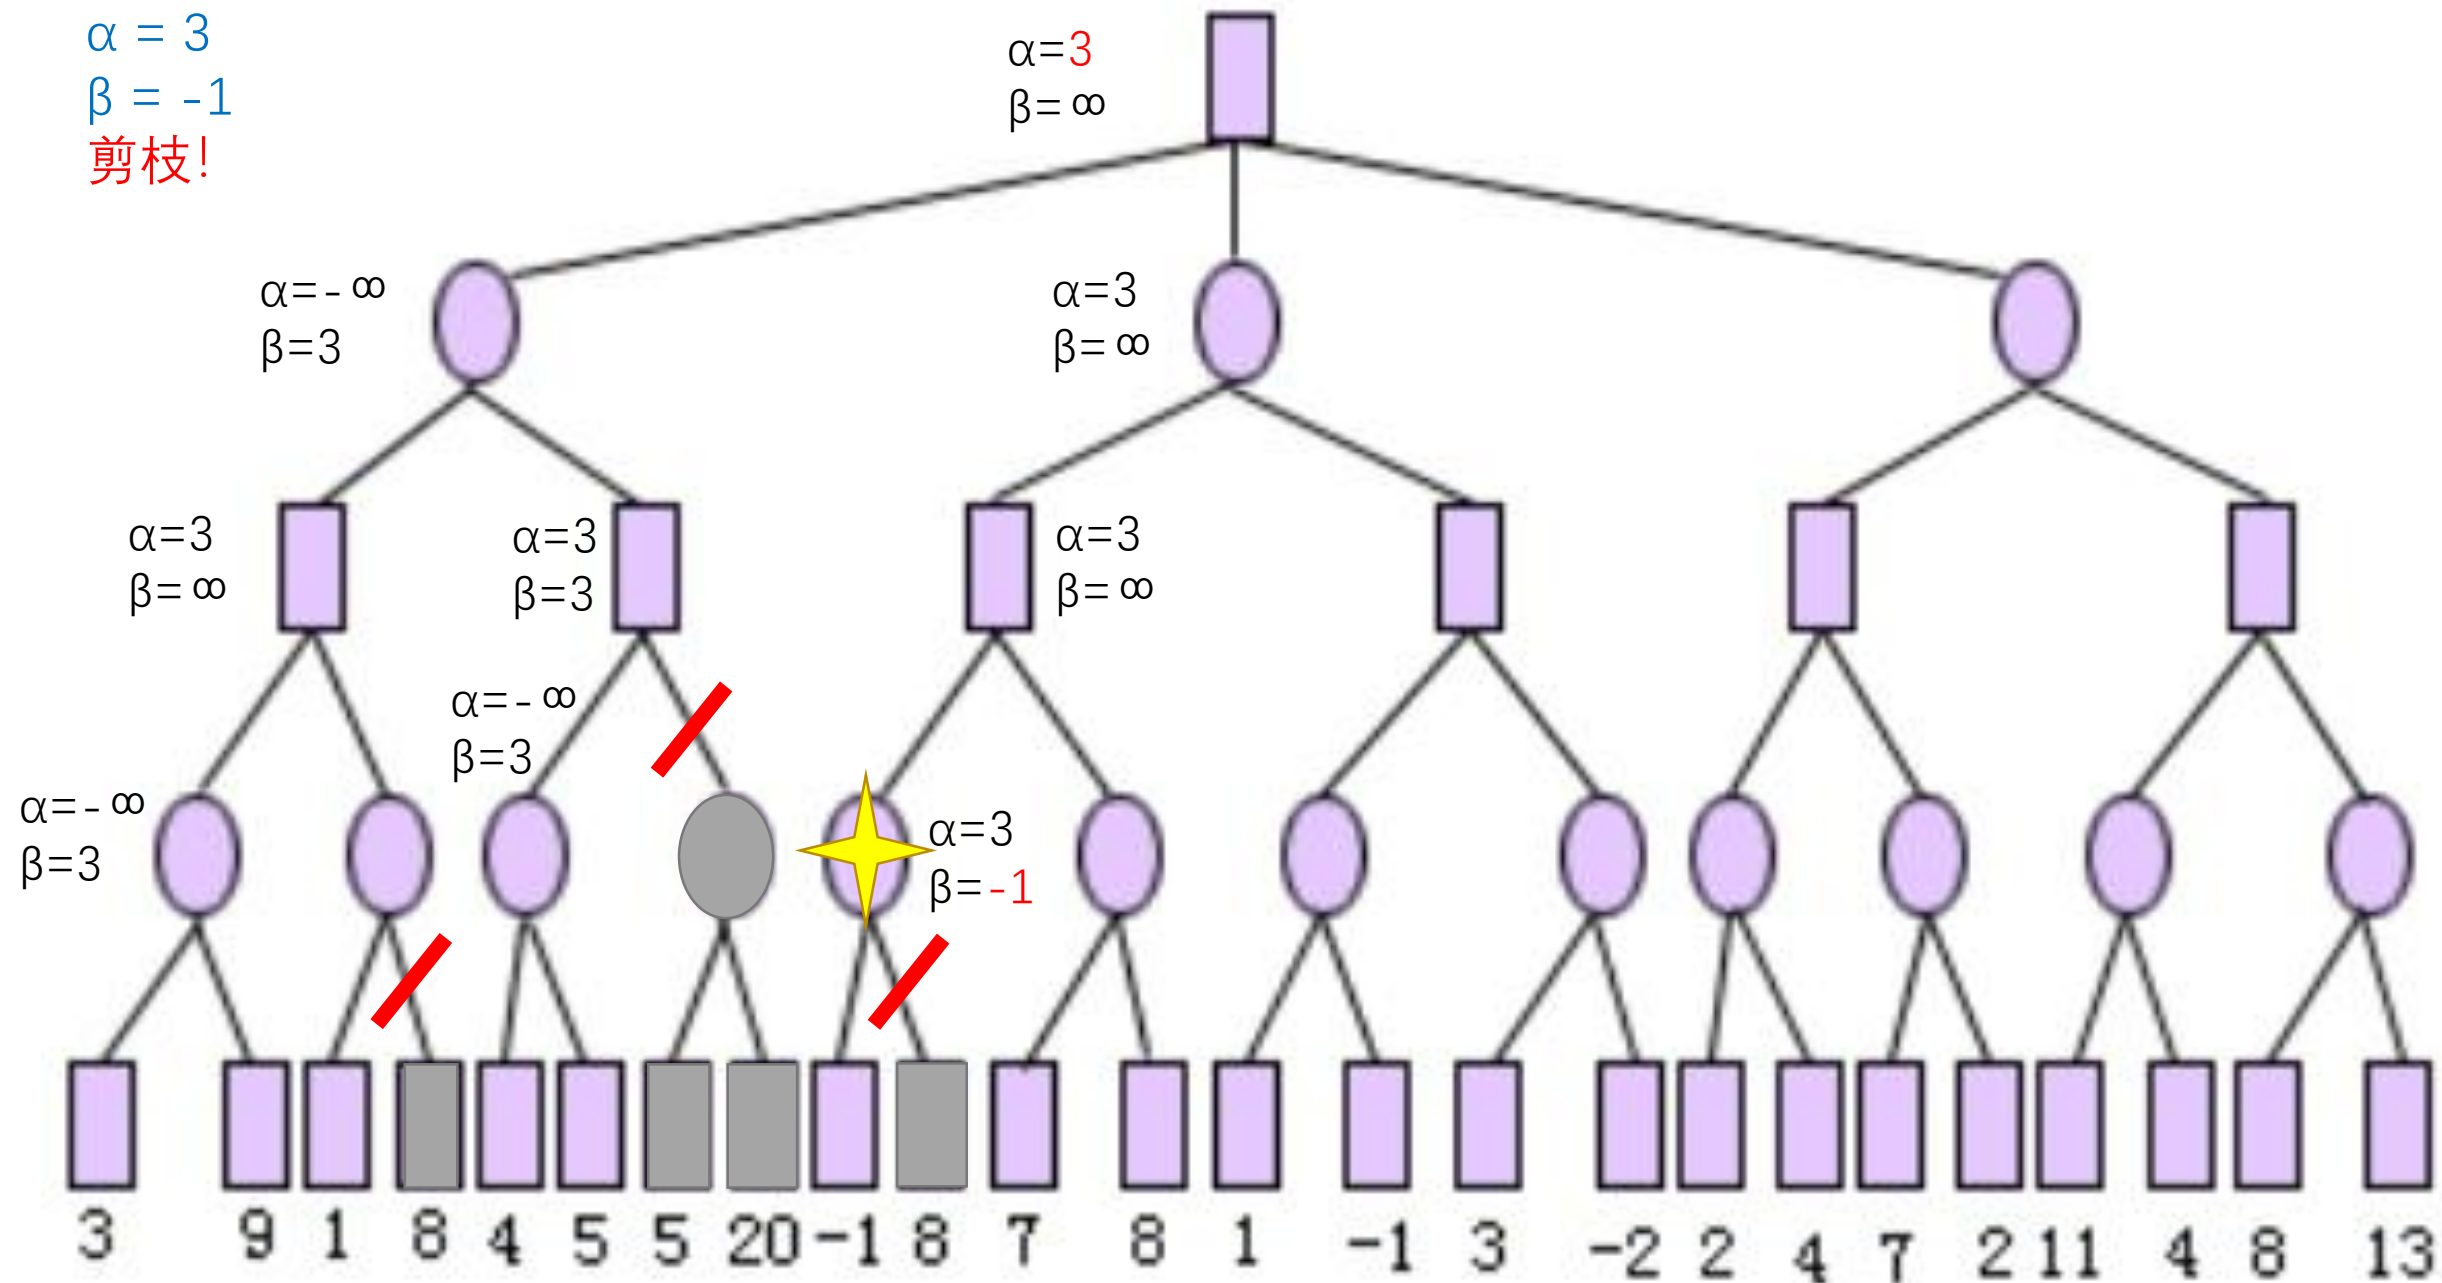 α = 3
β = -1
剪枝!
α=3
β=∞
α=-∞
β=3
α=3
β=∞
α=3
β=∞
α=3
β=3
α=3
β=∞
α=-∞
β=3
α=-∞
β=3
α=3
β=-1
3 9 1 8 4 5 5 20 -1 8 7 8 1 -1 3 -2 2 4 7 2 11 4 8 13